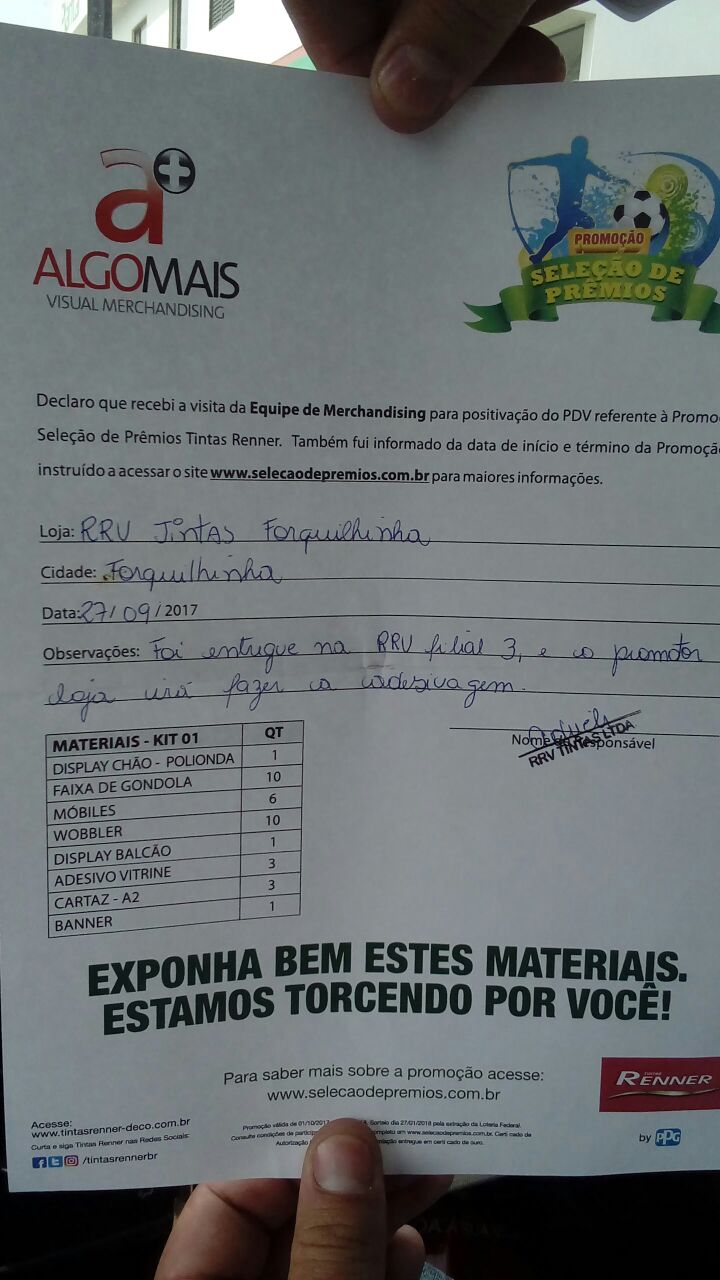 a+
ALGOMAIS
VISUAL MERCHANDISING
PROMOÇÃO
SELEÇÃO DE
PRÊMIOS
Declaro que recebi a visita da Equipe de Merchandising para positivação do PDV referente à Promo
Seleção de Prêmios Tintas Renner. Também fui informado da data de início e término da Promoção
instruído a acessar o site www.selecaodepremios.com.br para maiores informações.
Loja: RRV Tintas Forquilhinha
Cidade: Forquilhinha
Data: 27/09/2017
Observações: Foi entregue na RRV filial 3, e o promotor
loja irá fazer a adesivagem.
Nome do Responsável
RRV TINTAS LTDA
MATERIAIS - KIT 01 QT
DISPLAY CHÃO - POLIONDA 1
FAIXA DE GONDOLA 10
MÓBILES 6
WOBBLER 10
DISPLAY BALCÃO 1
ADESIVO VITRINE 3
CARTAZ - A2 3
BANNER 1
EXPONHA BEM ESTES MATERIAIS.
ESTAMOS TORCENDO POR VOCÊ!
Para saber mais sobre a promoção acesse:
www.selecaodepremios.com.br
TINTAS
RENNER
by PPG
Acesse:
www.tintasrenner-deco.com.br
Curta e siga Tintas Renner nas Redes Sociais:
/tintasrennerbr
Promoção válida de 01/10/2017 Sorteio dia 27/01/2018 pela extração da Loteria Federal.
Consulte condições de particip completo em www.selecaodepremios.com.br. Certi cado de
Autorização miação entregue em certi cado de ouro.